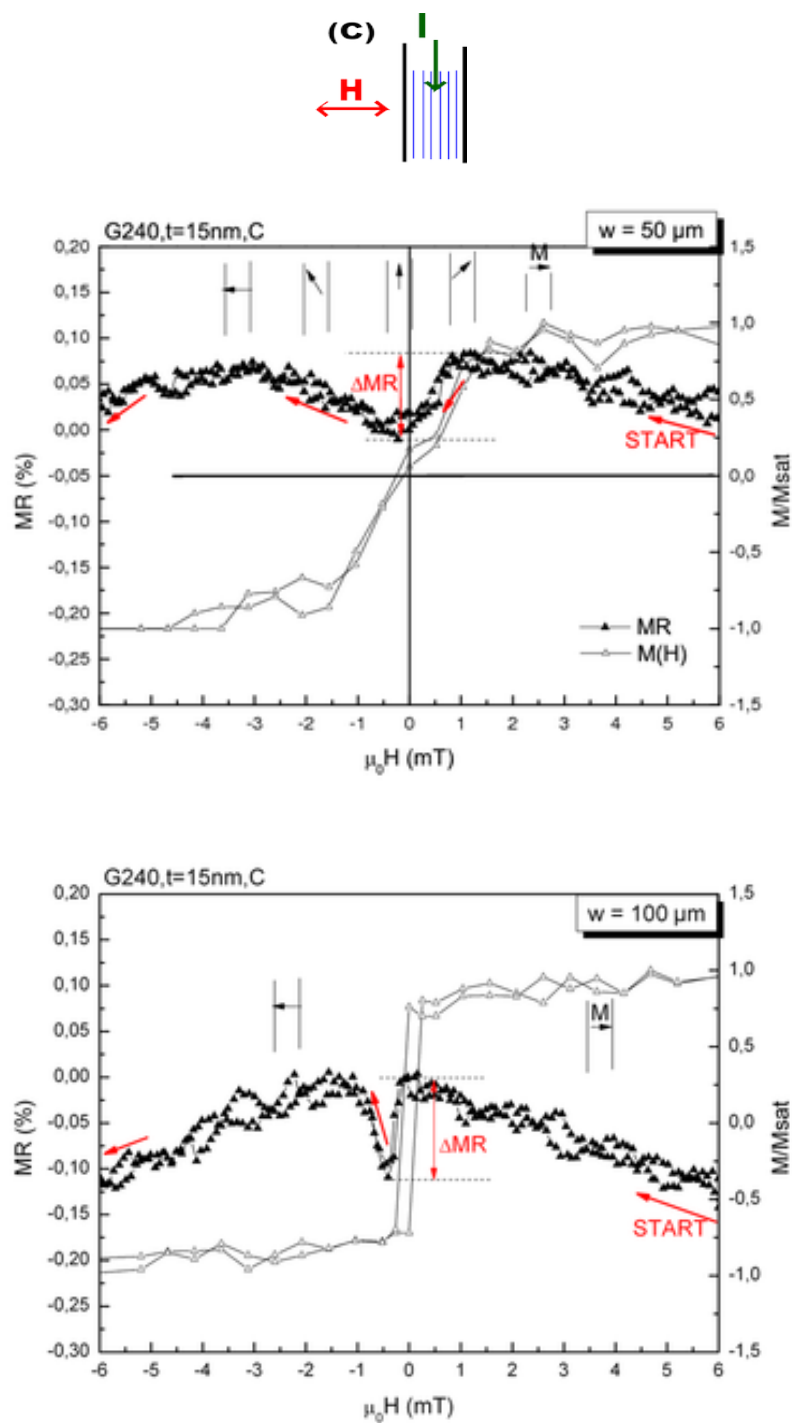 (C) I
H
G240,t=15nm,C
w = 50 µm
0,20 1,5
0,15
M
0,10 1,0
0,05 ΔMR 0,5
0,00 START
-0,05 0,0
-0,10
-0,15 -0,5
-0,20 -1,0
MR
M(H)
-0,25
-0,30 -1,5
MR (%)
M/Msat
-6 -5 -4 -3 -2 -1 0 1 2 3 4 5 6
µ₀H (mT)
G240,t=15nm,C
w = 100 µm
0,20 1,5
0,15
0,10 1,0
M
0,05 0,5
0,00
-0,05 0,0
ΔMR
-0,10
-0,15 -0,5
START
-0,20 -1,0
-0,25
-0,30 -1,5
MR (%)
M/Msat
-6 -5 -4 -3 -2 -1 0 1 2 3 4 5 6
µ₀H (mT)